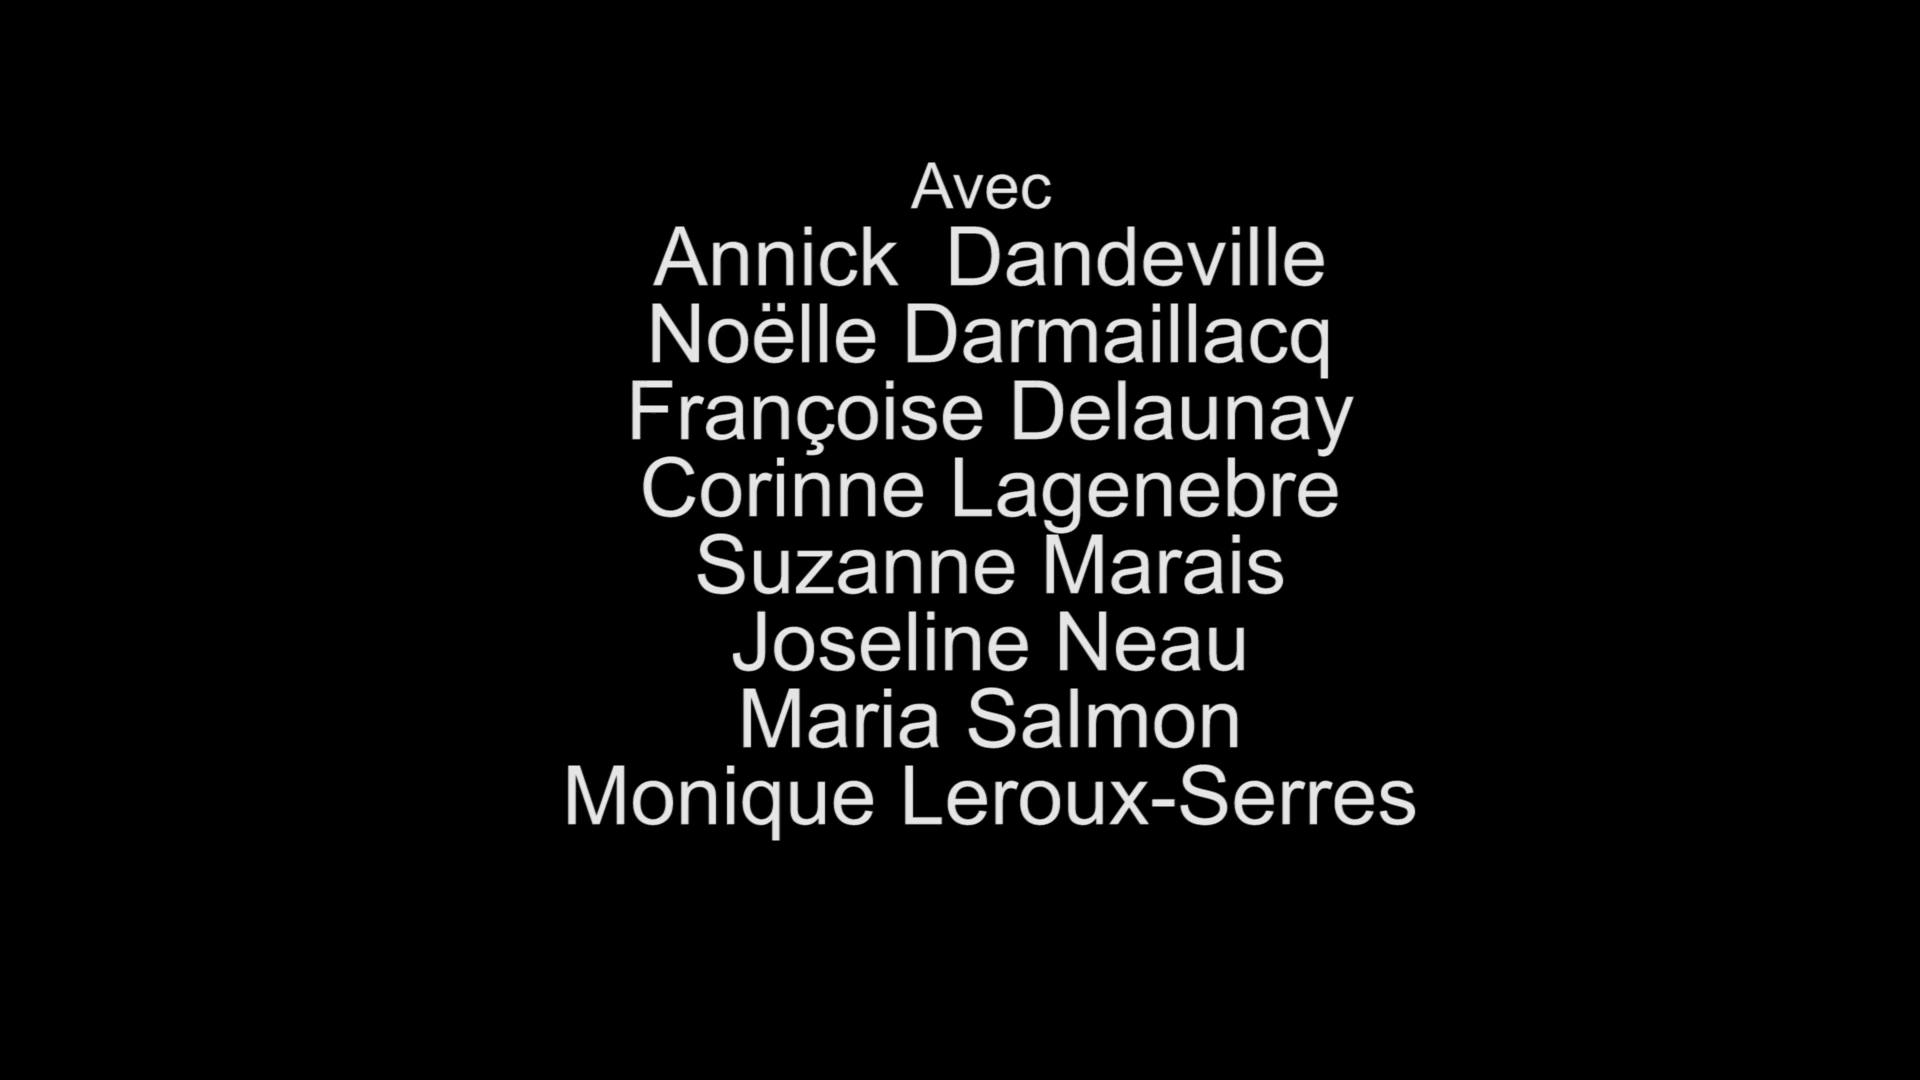 Avec
Annick  Dandeville
Noëlle Darmaillacq
Françoise Delaunay
Corinne Lagenebre
Suzanne Marais
Joseline Neau
Maria Salmon
Monique Leroux-Serres